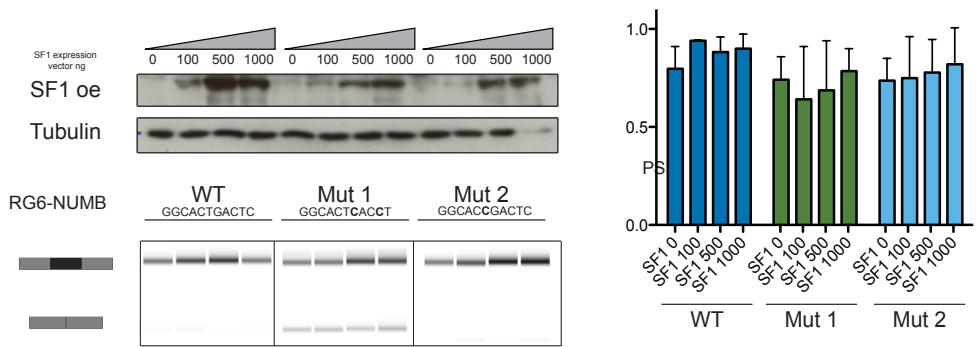 SF1 expression
vector ng
0 100 500 1000 0 100 500 1000 0 100 500 1000
SF1 oe
Tubulin
RG6-NUMB
WT Mut 1 Mut 2
GGCACTGACTC GGCACTCACCT GGCACCGACTC
1.0
0.5
0.0
PS
SF1 0 SF1 100 SF1 500 SF1 1000 SF1 0 SF1 100 SF1 500 SF1 1000 SF1 0 SF1 100 SF1 500 SF1 1000
WT Mut 1 Mut 2